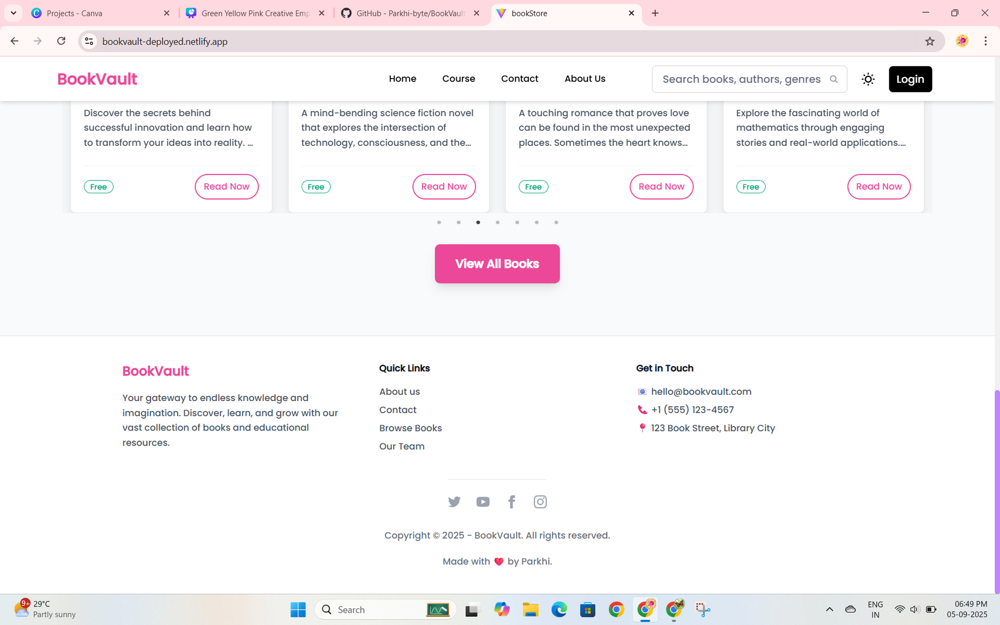 Projects - Canva
Green Yellow Pink Creative Emp
GitHub - Parkhi-byte/BookVault
bookStore
bookvault-deployed.netlify.app
BookVault
Home
Course
Contact
About Us
Search books, authors, genres
Login
Discover the secrets behind
successful innovation and learn how
to transform your ideas into reality. ...
Free
Read Now
A mind-bending science fiction novel
that explores the intersection of
technology, consciousness, and the...
Free
Read Now
A touching romance that proves love
can be found in the most unexpected
places. Sometimes the heart knows...
Free
Read Now
Explore the fascinating world of
mathematics through engaging
stories and real-world applications....
Free
Read Now
View All Books
BookVault
Your gateway to endless knowledge and
imagination. Discover, learn, and grow with our
vast collection of books and educational
resources.
Quick Links
About us
Contact
Browse Books
Our Team
Get in Touch
📧 hello@bookvault.com
📞 +1 (555) 123-4567
📍 123 Book Street, Library City
Copyright © 2025 - BookVault. All rights reserved.
Made with ❤️ by Parkhi.
9+
29°C
Partly sunny
Search
ENG
IN
06:49 PM
05-09-2025